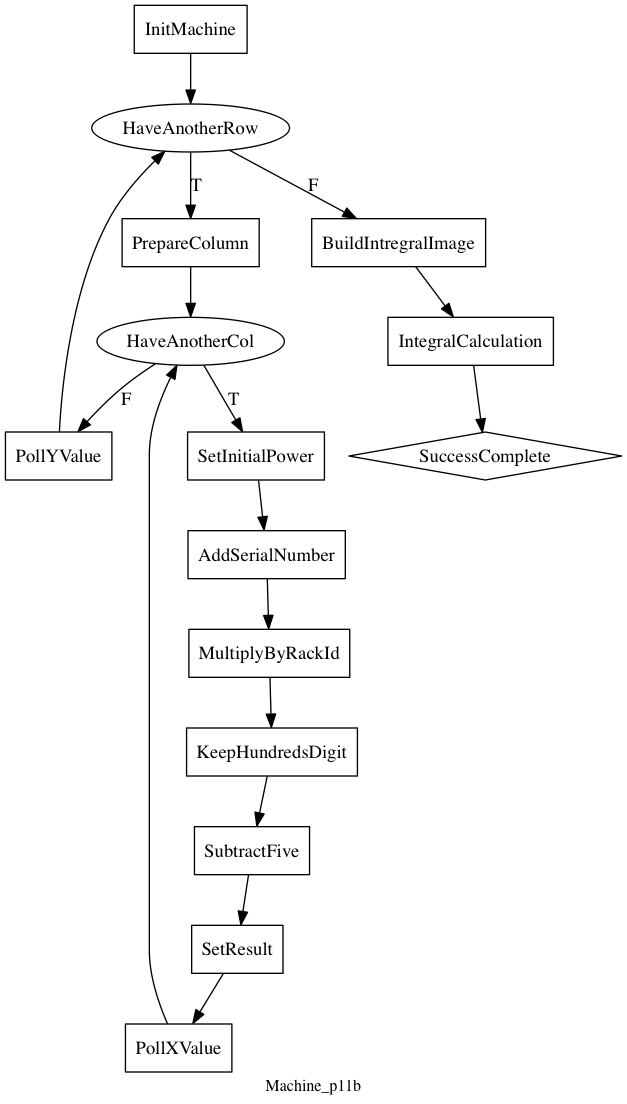 InitMachine
HaveAnotherRow
T
F
PrepareColumn
BuildIntregralImage
HaveAnotherCol
IntegralCalculation
F
T
PollYValue
SetInitialPower
SuccessComplete
AddSerialNumber
MultiplyByRackId
KeepHundredsDigit
SubtractFive
SetResult
PollXValue
Machine_p11b